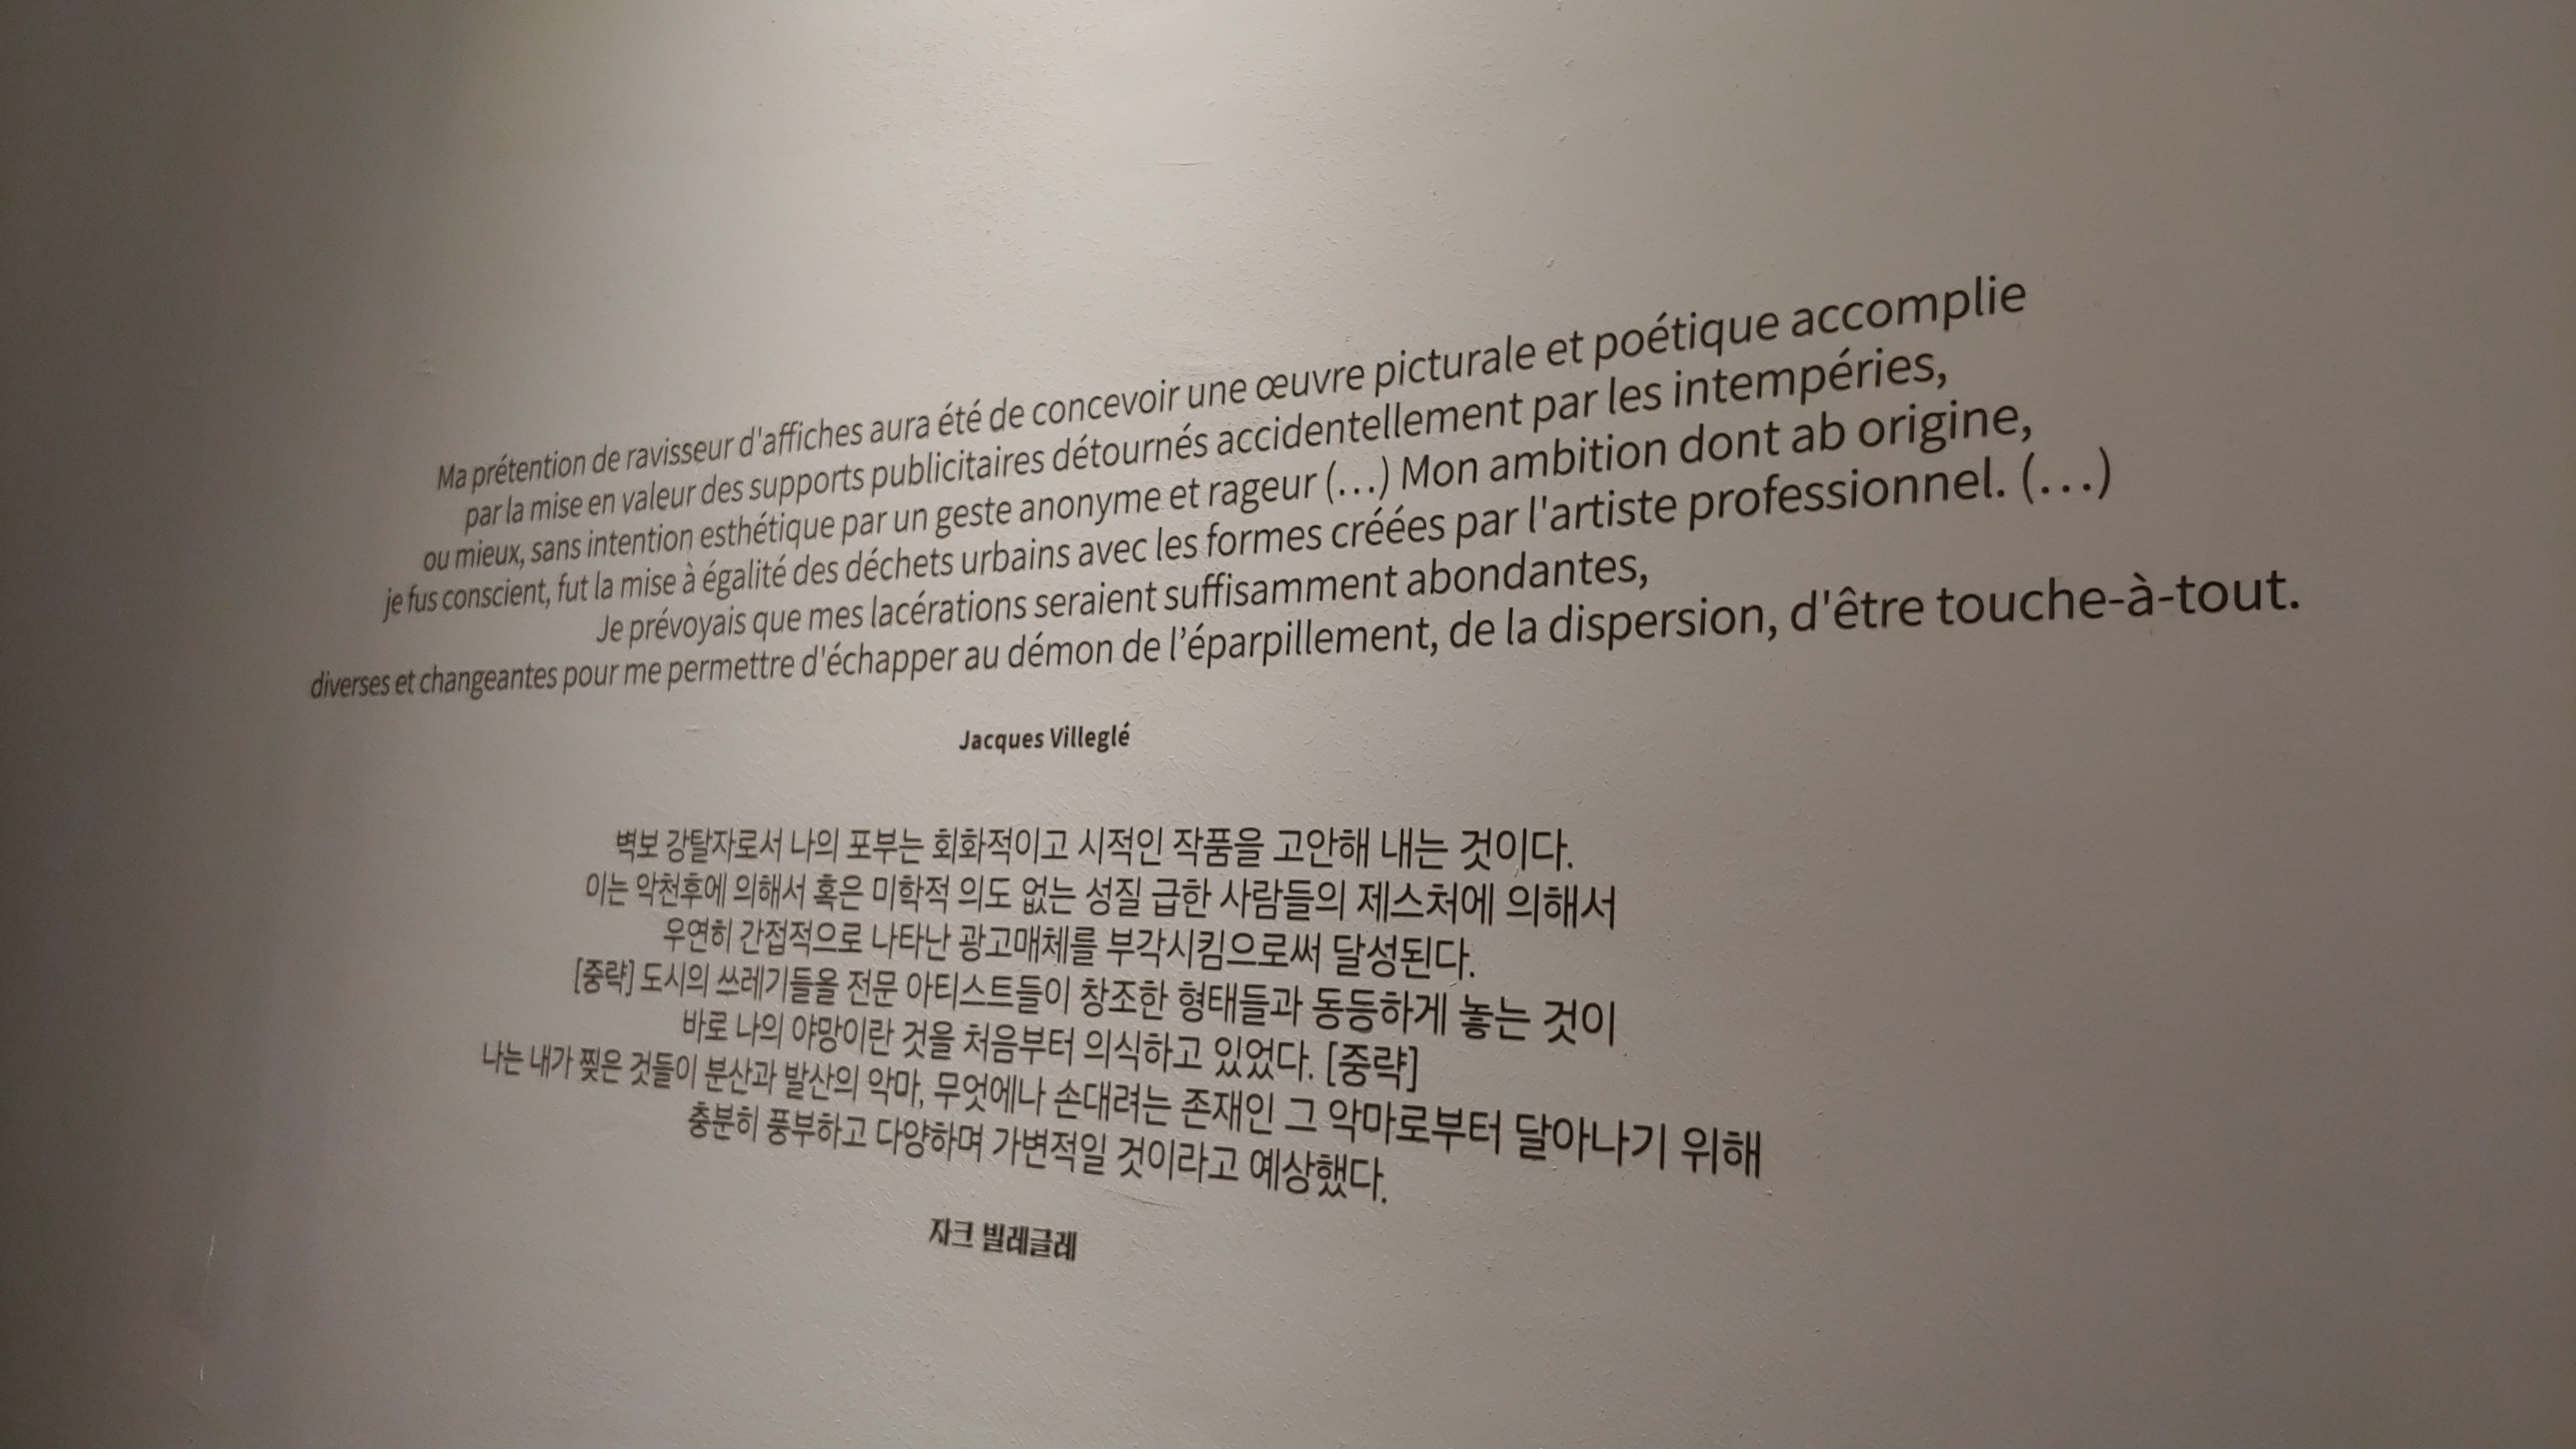 Ma prétention de ravisseur d'affiches aura été de concevoir une œuvre picturale et poétique accomplie
par la mise en valeur des supports publicitaires détournés accidentellement par les intempéries,
ou mieux, sans intention esthétique par un geste anonyme et rageur (…) Mon ambition dont ab origine,
je fus conscient, fut la mise à égalité des déchets urbains avec les formes créées par l'artiste professionnel. (…)
Je prévoyais que mes lacérations seraient suffisamment abondantes,
diverses et changeantes pour me permettre d'échapper au démon de l’éparpillement, de la dispersion, d'être touche-à-tout.
Jacques Villeglé
벽보 강탈자로서 나의 포부는 회화적이고 시적인 작품을 고안해 내는 것이다.
이는 악천후에 의해서 혹은 미학적 의도 없는 성질 급한 사람들의 제스처에 의해서
우연히 간접적으로 나타난 광고매체를 부각시킴으로써 달성된다.
[중략] 도시의 쓰레기들을 전문 아티스트들이 창조한 형태들과 동등하게 놓는 것이
바로 나의 야망이란 것을 처음부터 의식하고 있었다. [중략]
나는 내가 찢은 것들이 분산과 발산의 악마, 무엇에나 손대려는 존재인 그 악마로부터 달아나기 위해
충분히 풍부하고 다양하며 가변적일 것이라고 예상했다.
자크 빌레글레